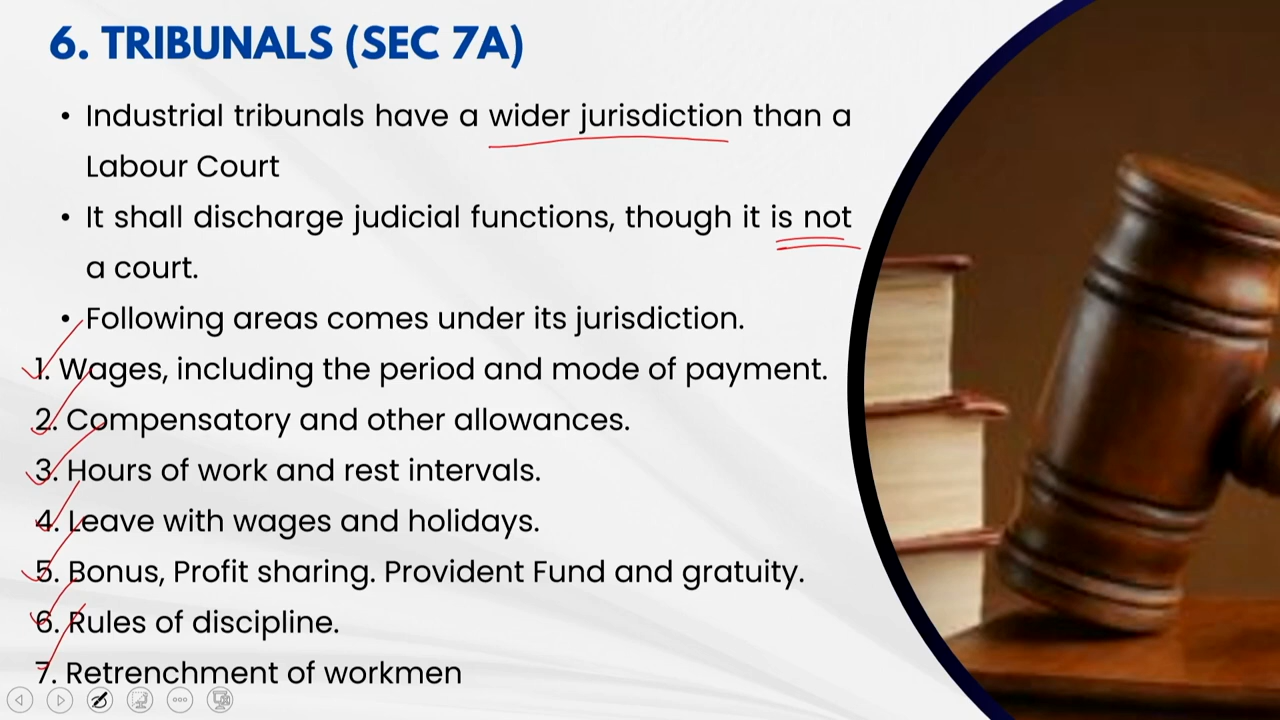 6. TRIBUNALS (SEC 7A)
• Industrial tribunals have a wider jurisdiction than a
Labour Court
• It shall discharge judicial functions, though it is not
a court.
• Following areas comes under its jurisdiction.
1. Wages, including the period and mode of payment.
2. Compensatory and other allowances.
3. Hours of work and rest intervals.
4. Leave with wages and holidays.
5. Bonus, Profit sharing. Provident Fund and gratuity.
6. Rules of discipline.
7. Retrenchment of workmen